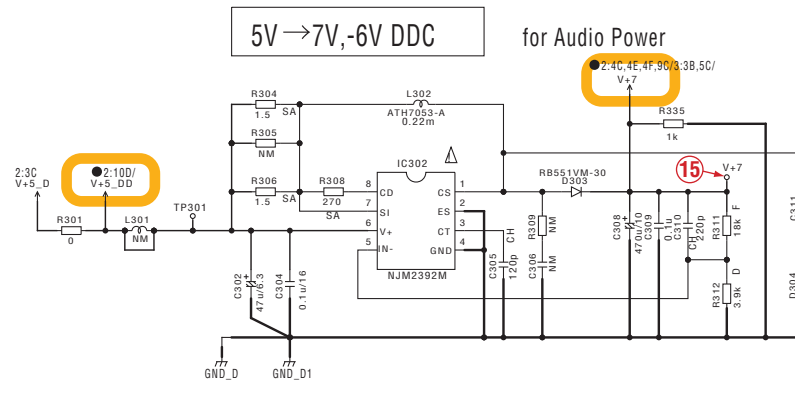 5V→7V,-6V DDC
for Audio Power
●2:4C,4E,4F,9C/3:3B,5C/
V+7
R304
1.5 SA
L302
ATH7053-A
0.22m
R335
1k
R305
NM
IC302
2:3C
V+5_D
●2:10D/
V+5_DD
R306
1.5 SA
R308
270
SA
8 CD
7 SI
6 V+
5 IN-
CS 1
ES 2
CT 3
GND 4
NJM2392M
RB551VM-30
D303
15
V+7
TP301
R301
0
L301
NM
C302
+
47u/6.3
C304
0.1u/16
C305
120p
CH
R309
NM
C306
NM
C308
+
470u/10
C309
0.1u
C310
CH
220p
R311
18k
F
R312
3.9k
D
C311
D304
GND_D
GND_D1